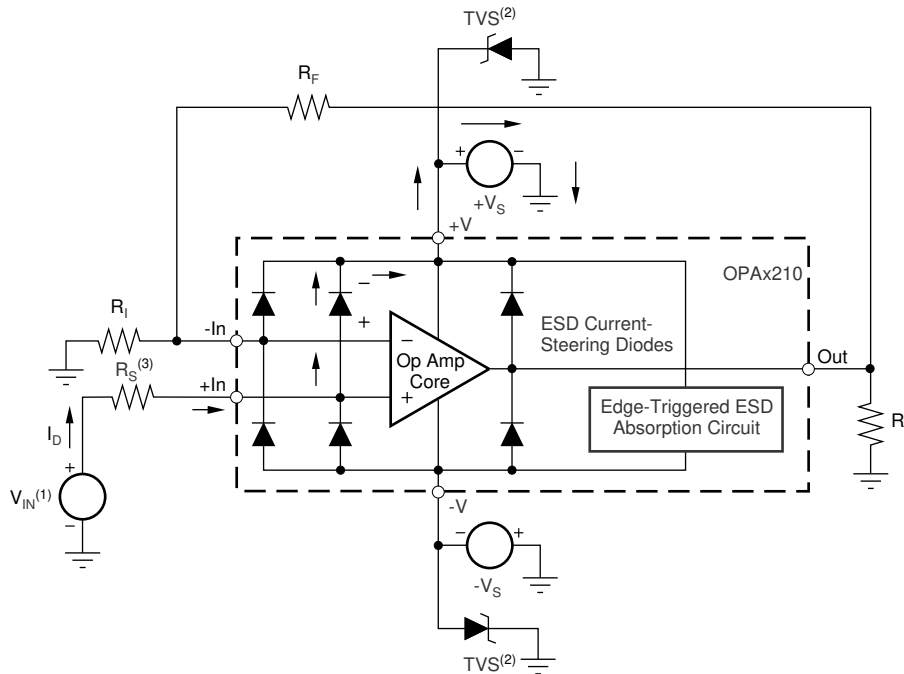 TVS(2)
RF
+ −
+VS
+V
OPAx210
−
+
RI
-In
ESD Current-
Steering Diodes
−
Op Amp
Core
+
Out
RS(3)
+In
Edge-Triggered ESD
Absorption Circuit
R
ID
+
VIN(1)
−
-V
− +
-VS
TVS(2)